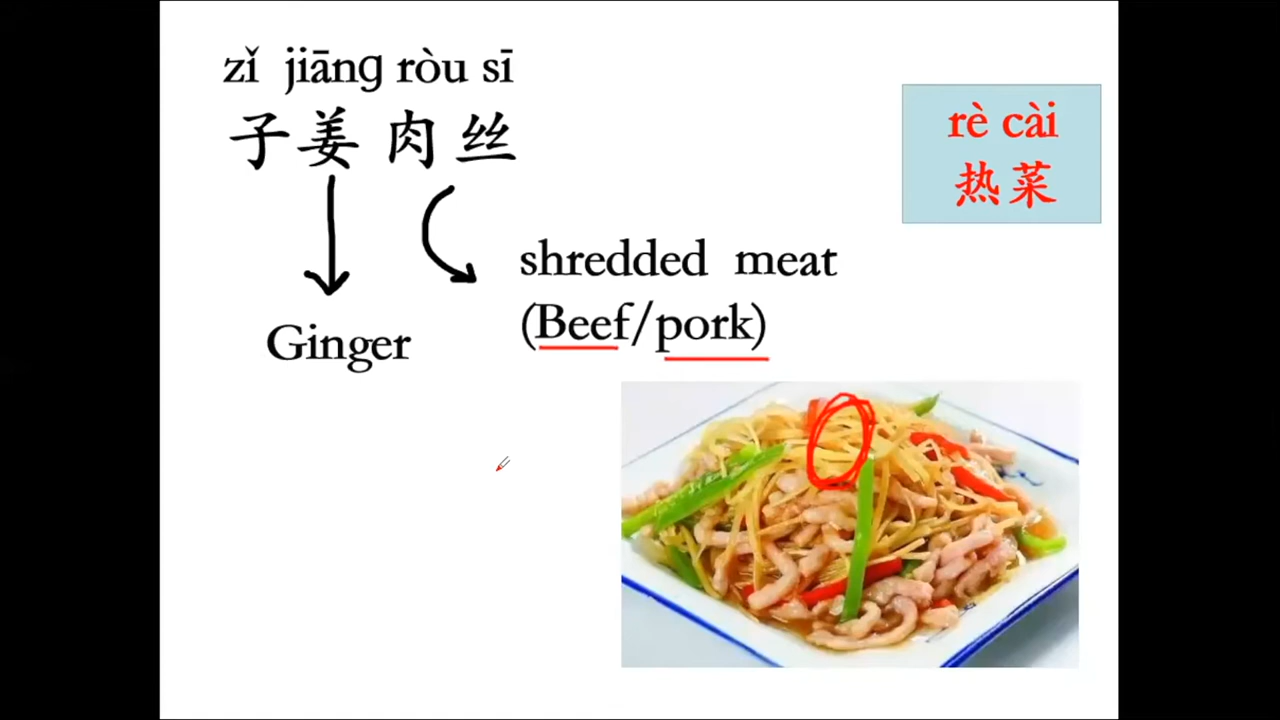 zǐ jiāng ròu sī
子姜肉丝
rè cài
热菜
shredded meat
(Beef/pork)
Ginger